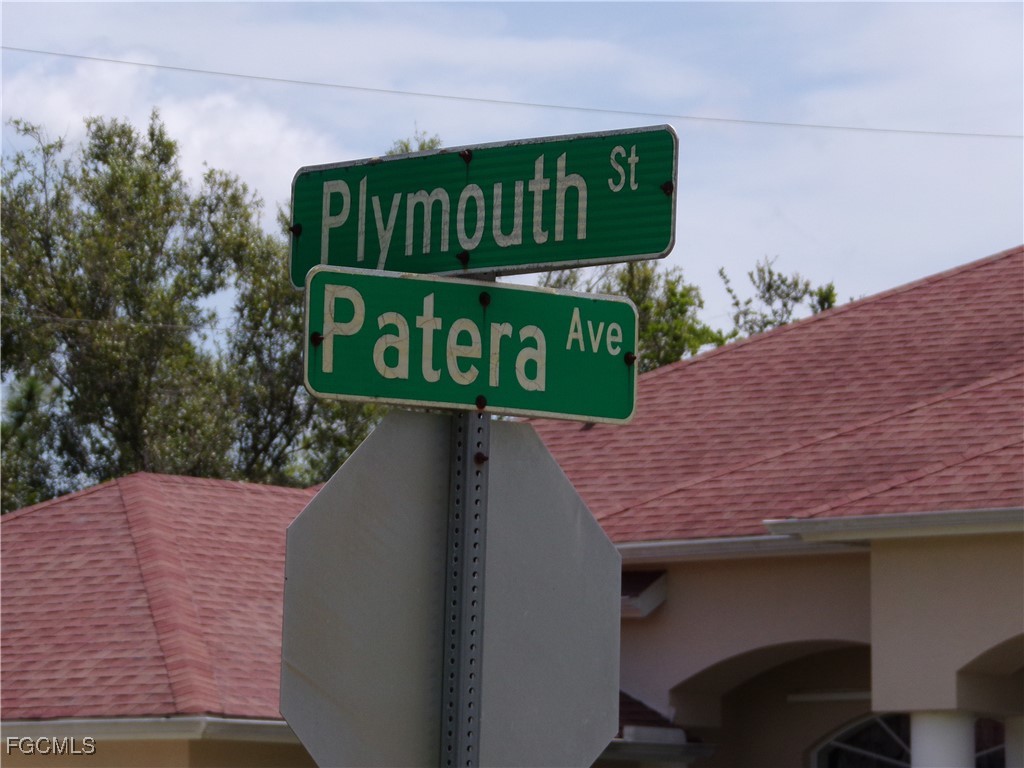 Plymouth St
Patera Ave
FGCMLS